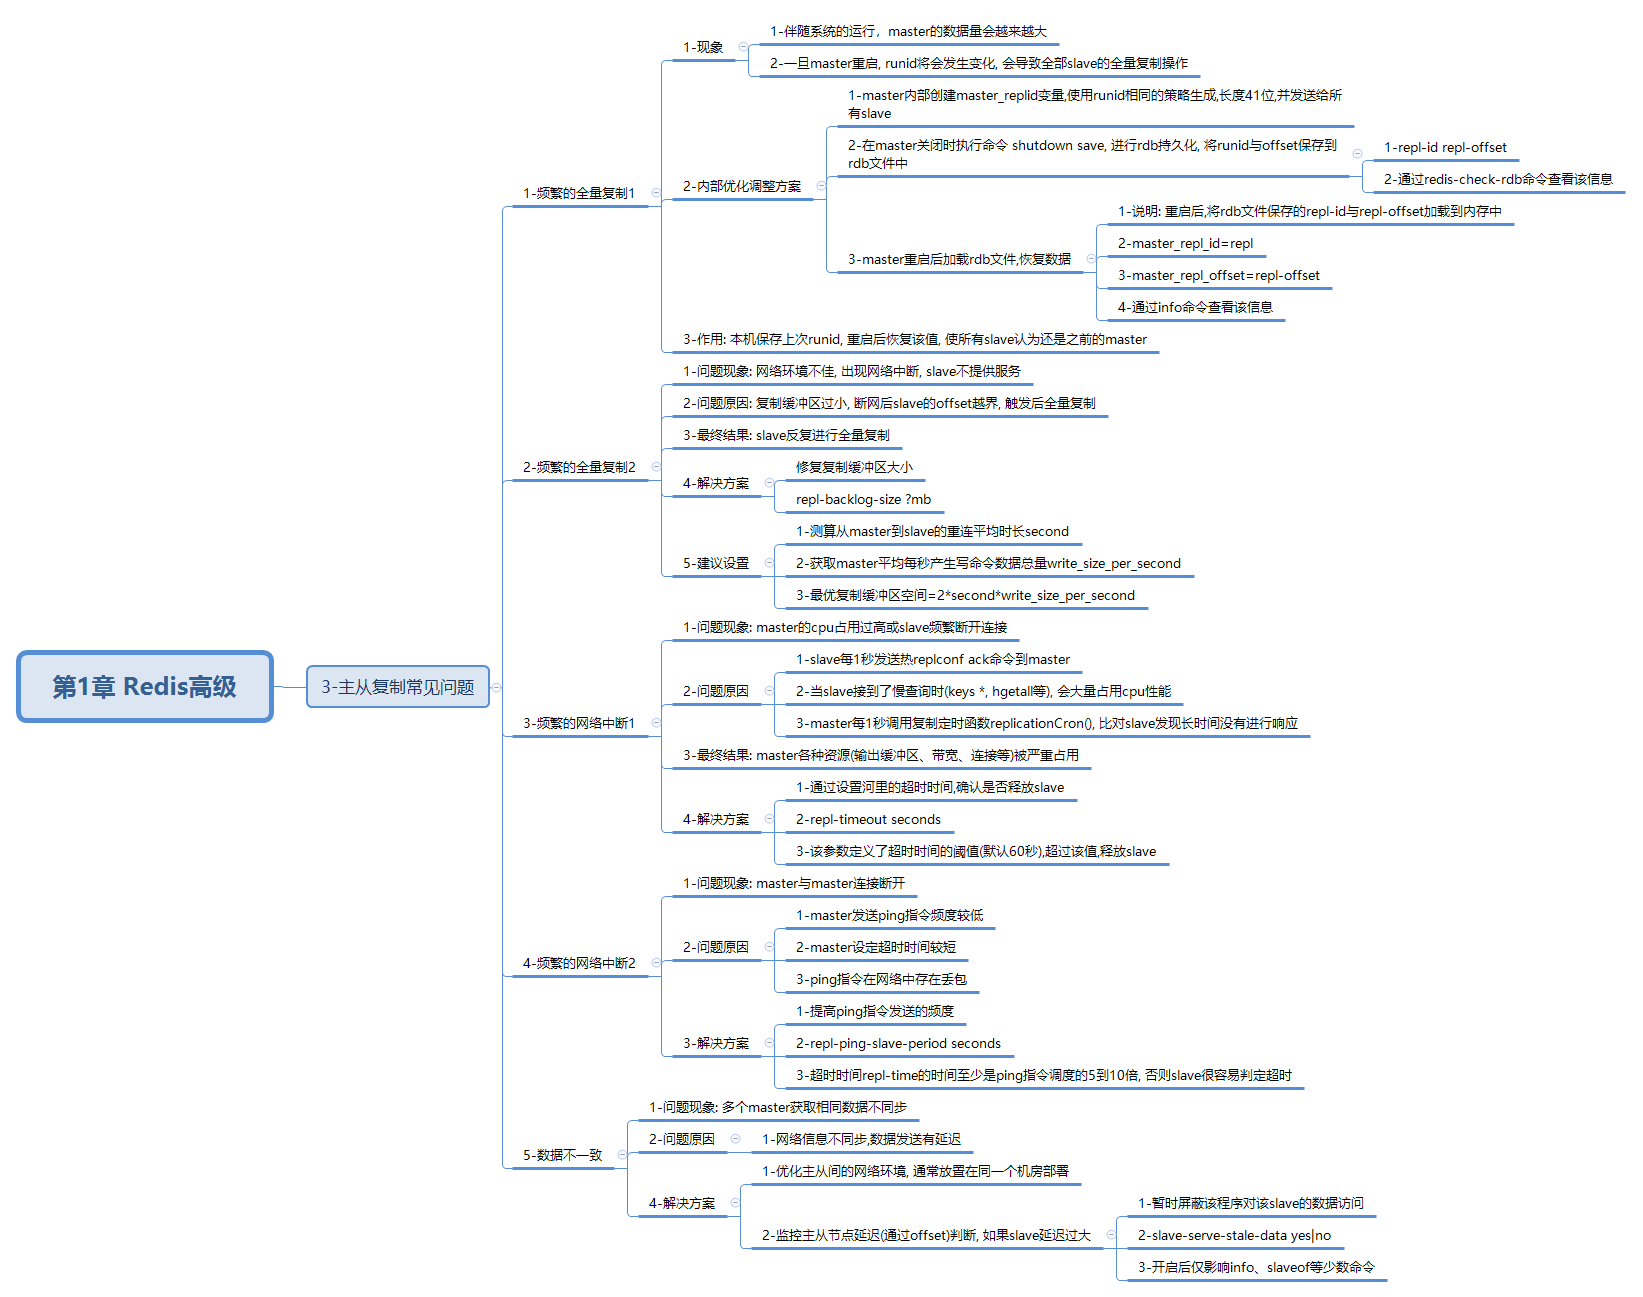 第1章 Redis高级
3-主从复制常见问题
1-频繁的全量复制1
1-现象
1-伴随系统的运行，master的数据量会越来越大
2-一旦master重启, runid将会发生变化, 会导致全部slave的全量复制操作
2-内部优化调整方案
1-master内部创建master_replid变量,使用runid相同的策略生成,长度41位,并发送给所
有slave
2-在master关闭时执行命令 shutdown save, 进行rdb持久化, 将runid与offset保存到
rdb文件中
1-repl-id repl-offset
2-通过redis-check-rdb命令查看该信息
3-master重启后加载rdb文件,恢复数据
1-说明: 重启后,将rdb文件保存的repl-id与repl-offset加载到内存中
2-master_repl_id=repl
3-master_repl_offset=repl-offset
4-通过info命令查看该信息
3-作用: 本机保存上次runid, 重启后恢复该值, 使所有slave认为还是之前的master
2-频繁的全量复制2
1-问题现象: 网络环境不佳, 出现网络中断, slave不提供服务
2-问题原因: 复制缓冲区过小, 断网后slave的offset越界, 触发后全量复制
3-最终结果: slave反复进行全量复制
4-解决方案
修复复制缓冲区大小
repl-backlog-size ?mb
5-建议设置
1-测算从master到slave的重连平均时长second
2-获取master平均每秒产生写命令数据总量write_size_per_second
3-最优复制缓冲区空间=2*second*write_size_per_second
3-频繁的网络中断1
1-问题现象: master的cpu占用过高或slave频繁断开连接
2-问题原因
1-slave每1秒发送热replconf ack命令到master
2-当slave接到了慢查询时(keys *, hgetall等), 会大量占用cpu性能
3-master每1秒调用复制定时函数replicationCron(), 比对slave发现长时间没有进行响应
3-最终结果: master各种资源(输出缓冲区、带宽、连接等)被严重占用
4-解决方案
1-通过设置河里的超时时间,确认是否释放slave
2-repl-timeout seconds
3-该参数定义了超时时间的阈值(默认60秒),超过该值,释放slave
4-频繁的网络中断2
1-问题现象: master与master连接断开
2-问题原因
1-master发送ping指令频度较低
2-master设定超时时间较短
3-ping指令在网络中存在丢包
3-解决方案
1-提高ping指令发送的频度
2-repl-ping-slave-period seconds
3-超时时间repl-time的时间至少是ping指令调度的5到10倍, 否则slave很容易判定超时
5-数据不一致
1-问题现象: 多个master获取相同数据不同步
2-问题原因
1-网络信息不同步,数据发送有延迟
4-解决方案
1-优化主从间的网络环境, 通常放置在同一个机房部署
2-监控主从节点延迟(通过offset)判断, 如果slave延迟过大
1-暂时屏蔽该程序对该slave的数据访问
2-slave-serve-stale-data yes|no
3-开启后仅影响info、slaveof等少数命令